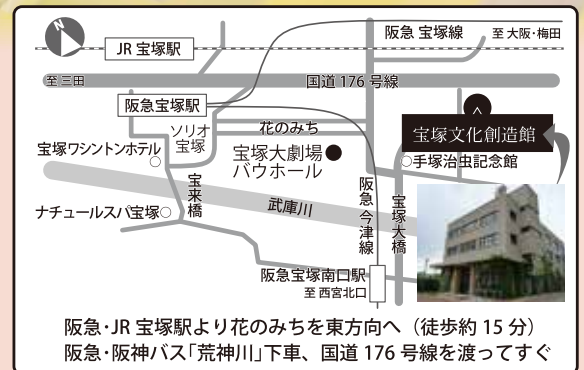 N
JR 宝塚駅
阪急 宝塚線
至 大阪・梅田
至 三田
国道 176 号線
阪急宝塚駅
ソリオ
宝塚
花のみち
宝塚文化創造館
宝塚ワシントンホテル
宝塚大劇場
バウホール
手塚治虫記念館
宝来橋
阪急 今津線
宝塚大橋
武庫川
ナチュールスパ宝塚
阪急宝塚南口駅
至 西宮北口
阪急・JR 宝塚駅より花のみちを東方向へ（徒歩約 15 分）
阪急・阪神バス「荒神川」下車、国道 176 号線を渡ってすぐ